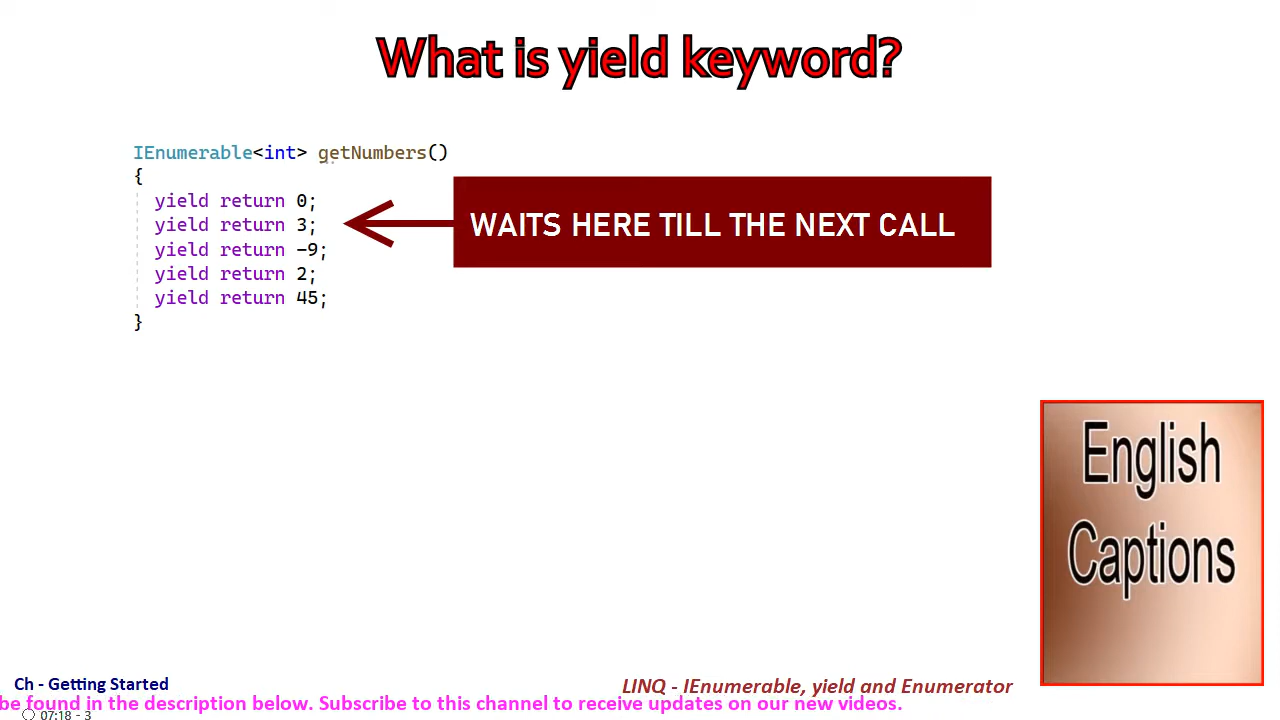 What is yield keyword?
IEnumerable<int> getNumbers()
{
yield return 0;
yield return 3;
yield return -9;
yield return 2;
yield return 45;
}
WAITS HERE TILL THE NEXT CALL
English
Captions
Ch - Getting Started
LINQ - IEnumerable, yield and Enumerator
be found in the description below. Subscribe to this channel to receive updates on our new videos.
07:18 - 3